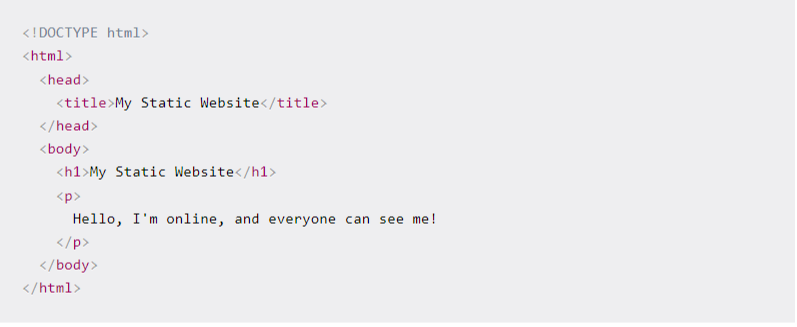 <!DOCTYPE html>
<html>
  <head>
    <title>My Static Website</title>
  </head>
  <body>
    <h1>My Static Website</h1>
    <p>
      Hello, I'm online, and everyone can see me!
    </p>
  </body>
</html>